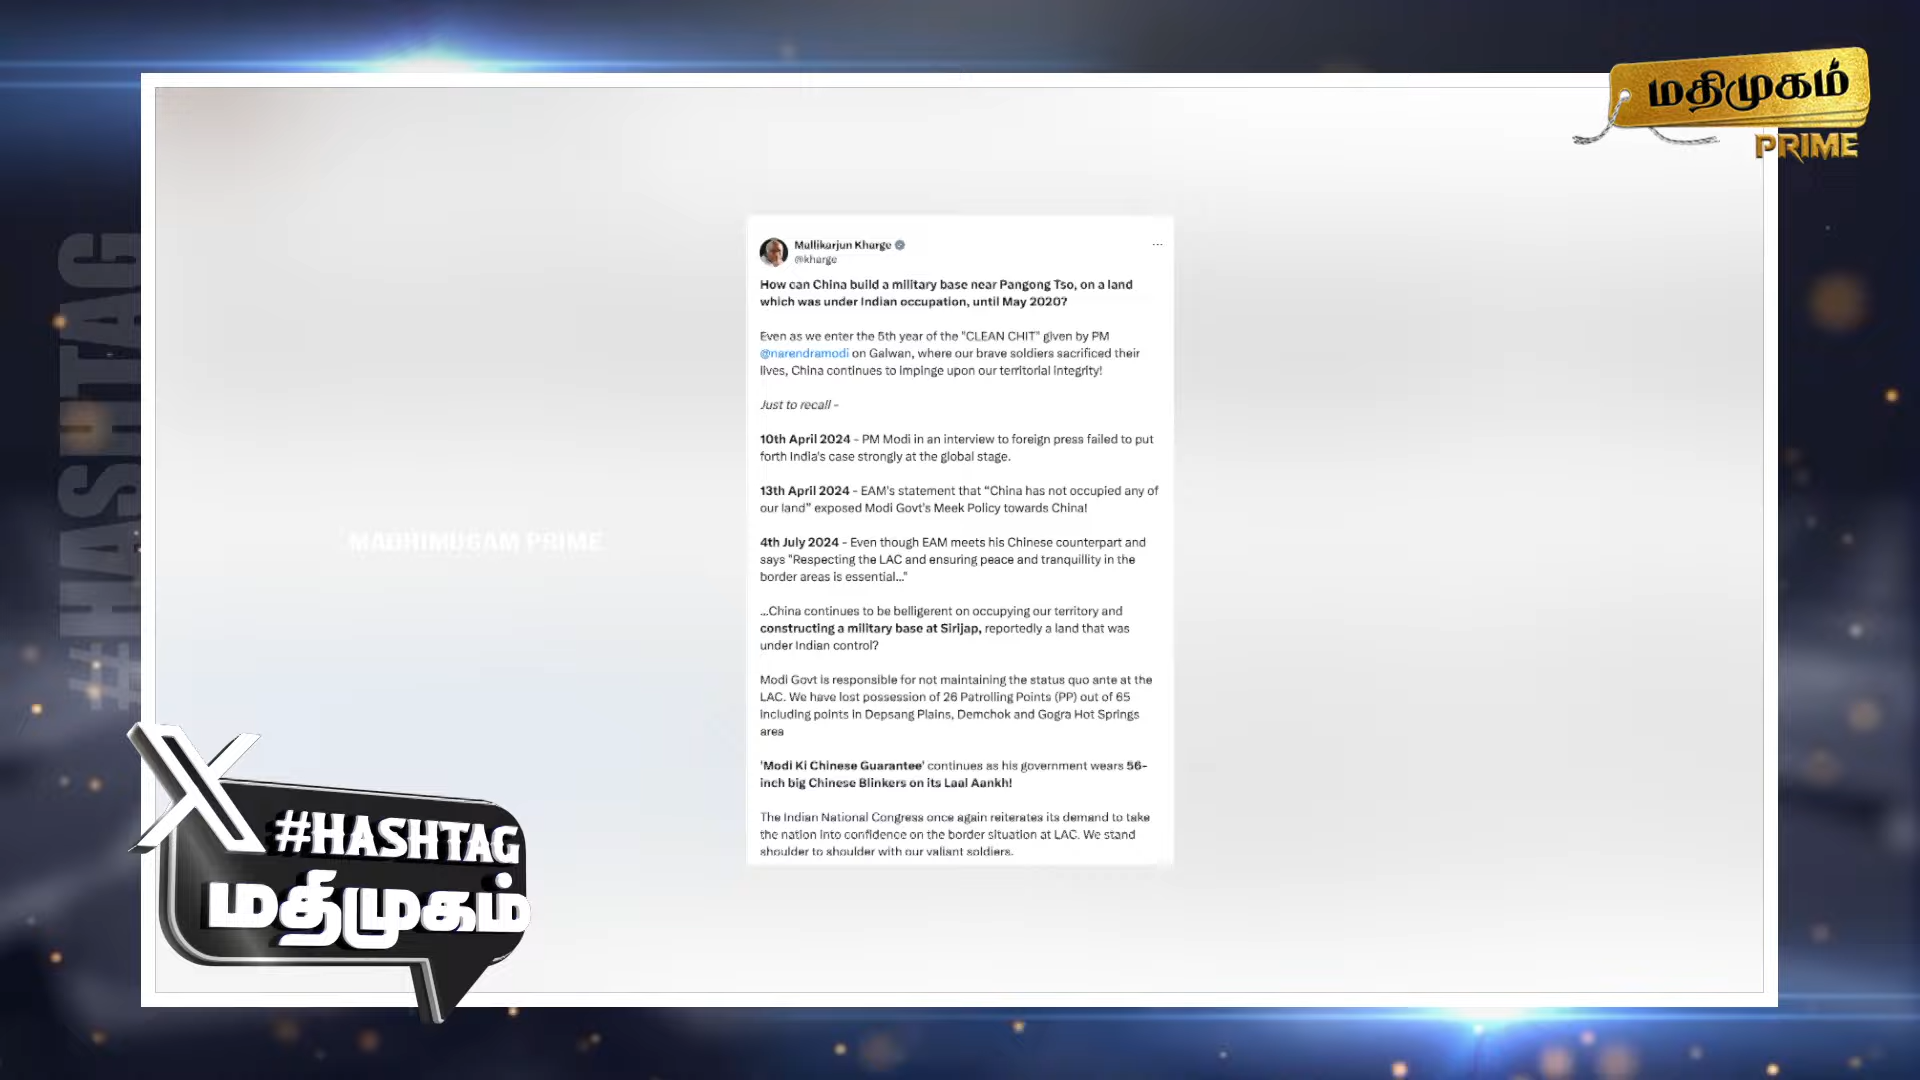 மதிமுகம்
PRIME
#HASHTAG
Mallikarjun Kharge
@kharge
How can China build a military base near Pangong Tso, on a land
which was under Indian occupation, until May 2020?
Even as we enter the 5th year of the "CLEAN CHIT" given by PM
@narendramodi on Galwan, where our brave soldiers sacrificed their
lives, China continues to impinge upon our territorial integrity!
Just to recall -
10th April 2024 - PM Modi in an interview to foreign press failed to put
forth India's case strongly at the global stage.
13th April 2024 - EAM's statement that “China has not occupied any of
our land” exposed Modi Govt's Meek Policy towards China!
MADHIMUGAM PRIME
4th July 2024 - Even though EAM meets his Chinese counterpart and
says "Respecting the LAC and ensuring peace and tranquillity in the
border areas is essential..."
...China continues to be belligerent on occupying our territory and
constructing a military base at Sirijap, reportedly a land that was
under Indian control?
Modi Govt is responsible for not maintaining the status quo ante at the
LAC. We have lost possession of 26 Patrolling Points (PP) out of 65
including points in Depsang Plains, Demchok and Gogra Hot Springs
area
'Modi Ki Chinese Guarantee' continues as his government wears 56-
inch big Chinese Blinkers on its Laal Aankh!
The Indian National Congress once again reiterates its demand to take
the nation into confidence on the border situation at LAC. We stand
shoulder to shoulder with our valiant soldiers.
X
#HASHTAG
மதிமுகம்